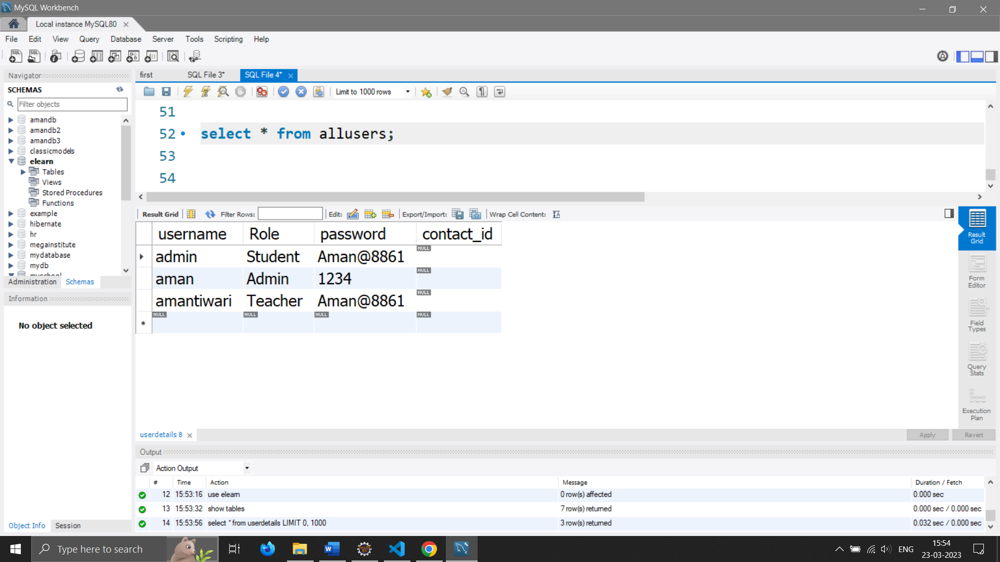 MySQL Workbench
Local instance MySQL80
File Edit View Query Database Server Tools Scripting Help
Navigator
SCHEMAS
Filter objects
amandb
amandb2
amandb3
classicmodels
elearn
Tables
Views
Stored Procedures
Functions
example
hibernate
hr
megainstitute
mydatabase
mydb
myschool
Administration Schemas
Information
No object selected
Object Info Session
first SQL File 3* SQL File 4*
Limit to 1000 rows
51
52 select * from allusers;
53
54
Result Grid Filter Rows: Edit: Export/Import: Wrap Cell Content:
username Role password contact_id
admin Student Aman@8861 NULL
aman Admin 1234 NULL
amantiwari Teacher Aman@8861 NULL
NULL NULL NULL NULL
Result
Grid
Form
Editor
Field
Types
Query
Stats
Execution
Plan
userdetails 8
Apply Revert
Output
Action Output
# Time Action Message Duration / Fetch
12 15:53:16 use elearn 0 row(s) affected 0.000 sec
13 15:53:32 show tables 7 row(s) returned 0.000 sec / 0.000 sec
14 15:53:56 select * from userdetails LIMIT 0, 1000 3 row(s) returned 0.032 sec / 0.000 sec
Type here to search
ENG
15:54
23-03-2023